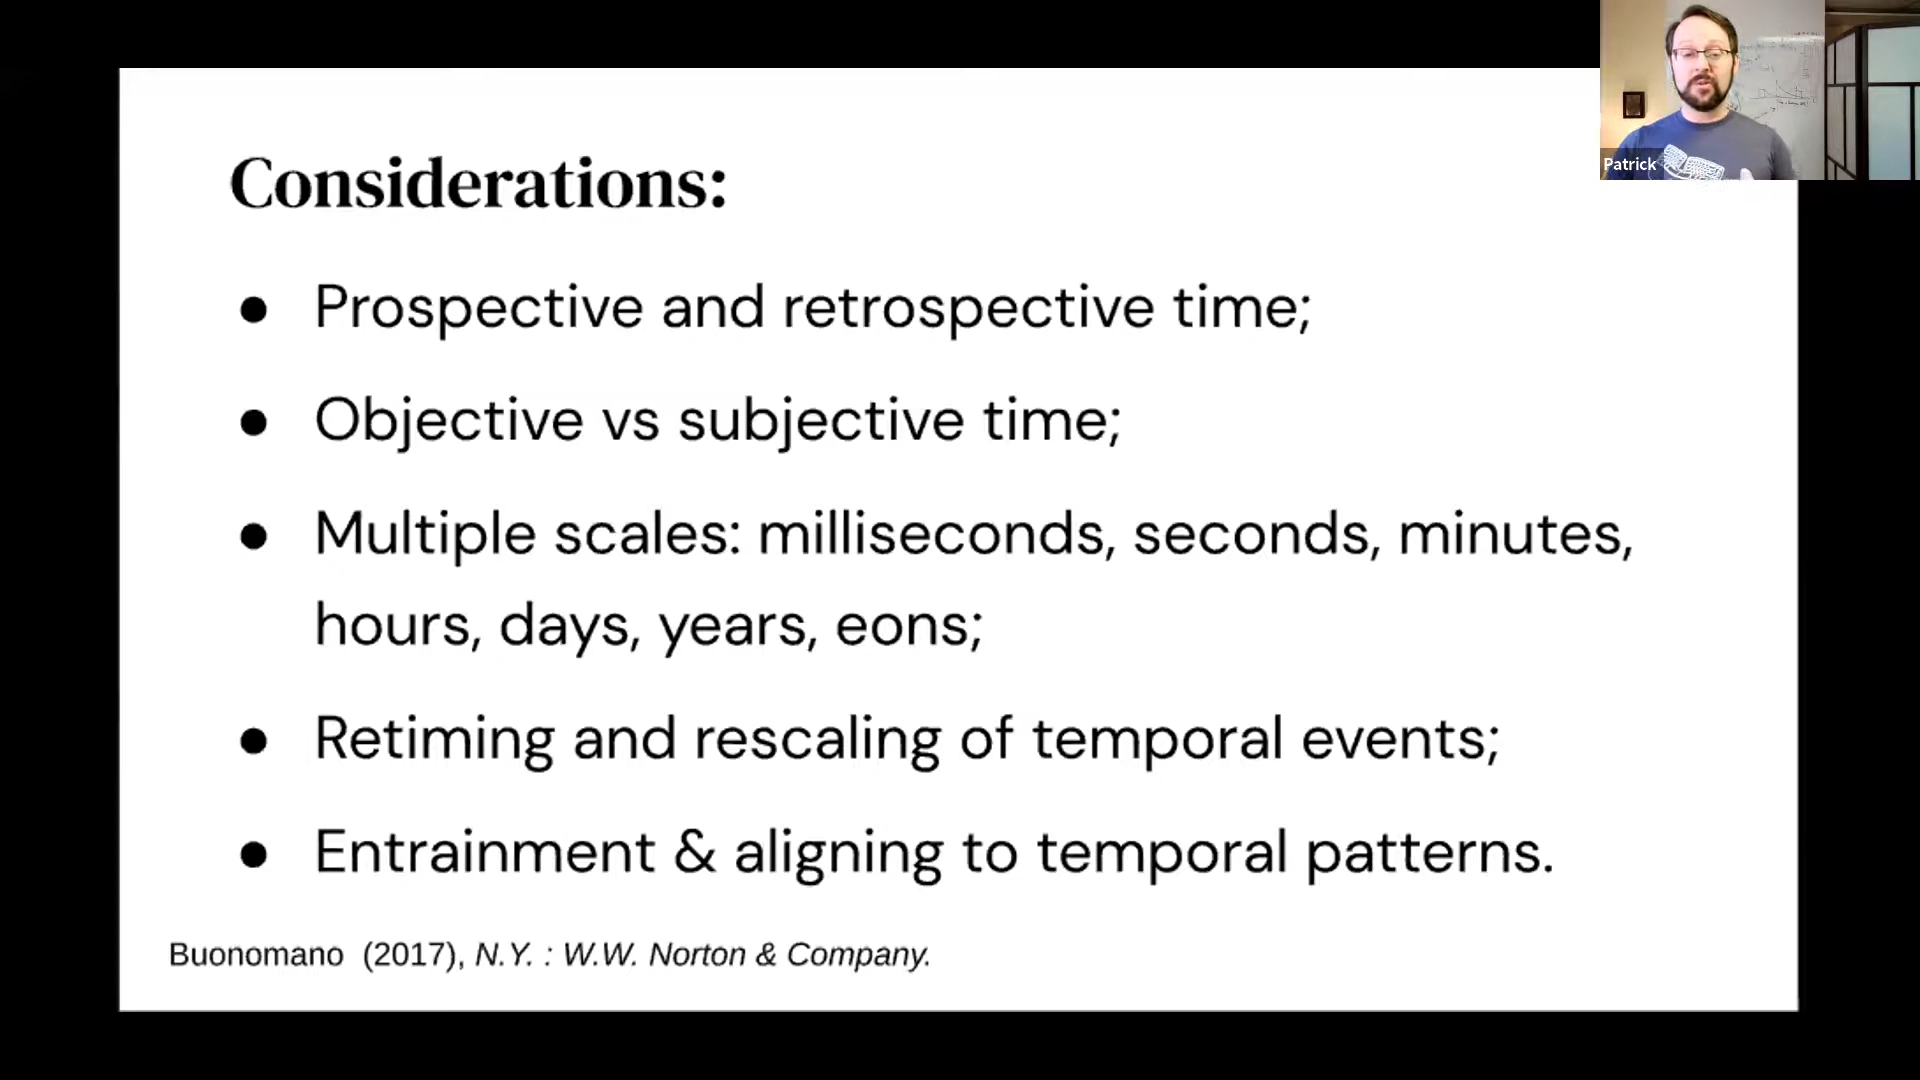 Patrick
Considerations:
● Prospective and retrospective time;
● Objective vs subjective time;
● Multiple scales: milliseconds, seconds, minutes,
hours, days, years, eons;
● Retiming and rescaling of temporal events;
● Entrainment & aligning to temporal patterns.
Buonomano (2017), N.Y. : W.W. Norton & Company.